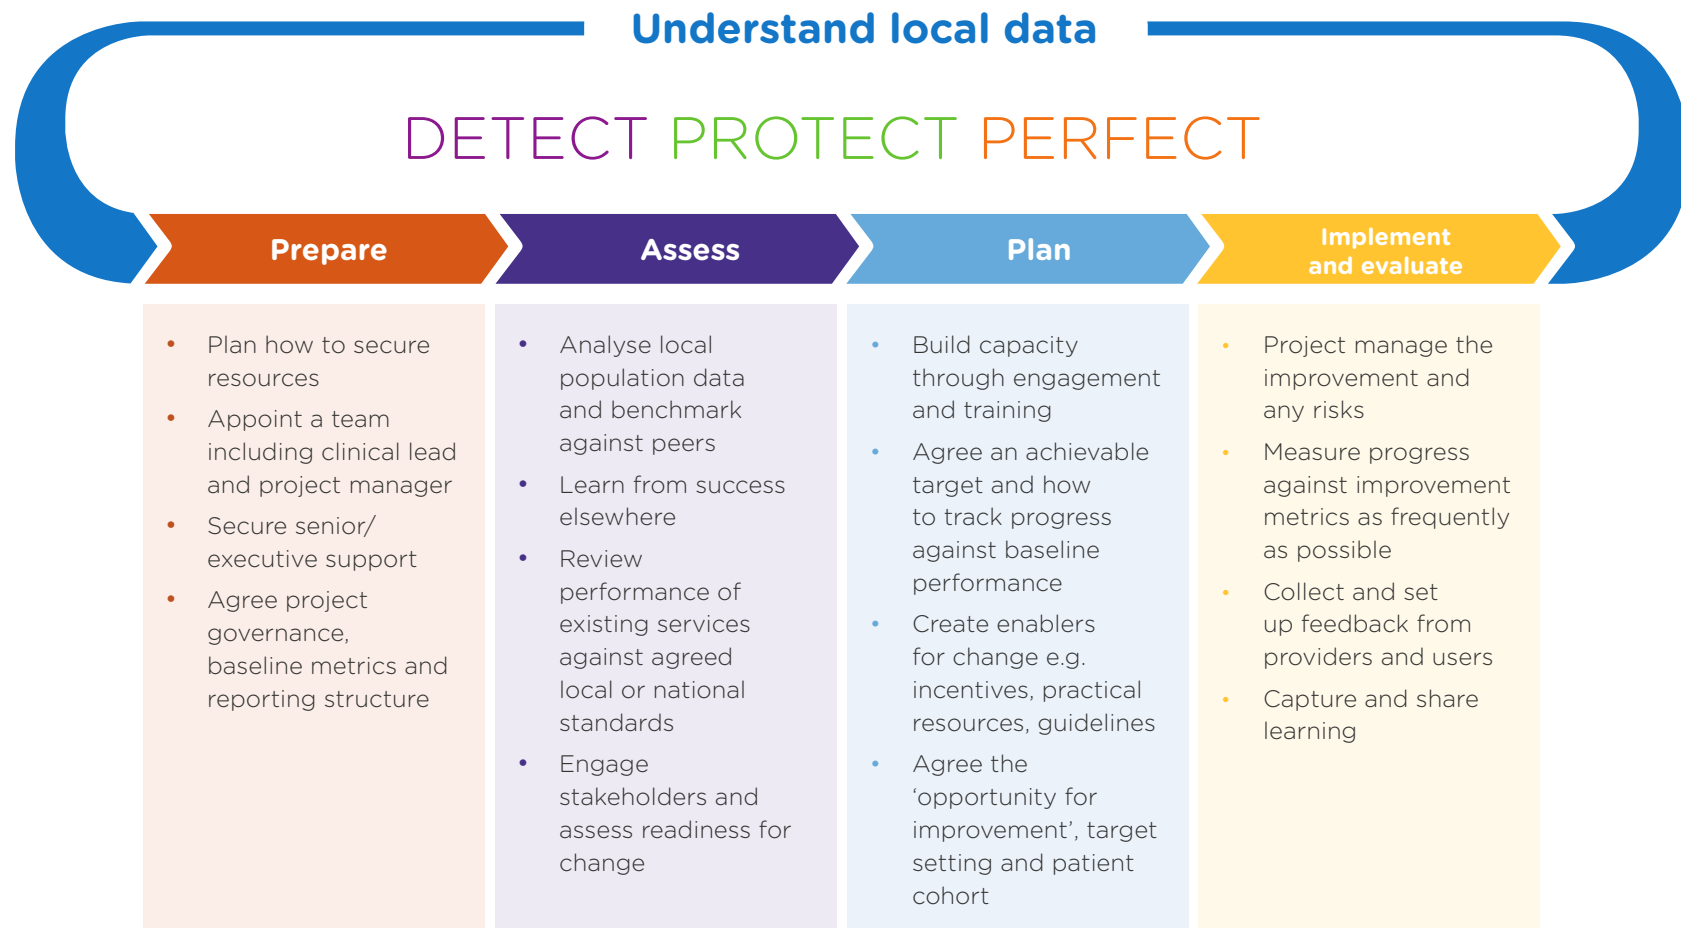 Understand local data
DETECT PROTECT PERFECT
Prepare
• Plan how to secure
resources
• Appoint a team
including clinical lead
and project manager
• Secure senior/
executive support
• Agree project
governance,
baseline metrics and
reporting structure
Assess
• Analyse local
population data
and benchmark
against peers
• Learn from success
elsewhere
• Review
performance of
existing services
against agreed
local or national
standards
• Engage
stakeholders and
assess readiness for
change
Plan
• Build capacity
through engagement
and training
• Agree an achievable
target and how
to track progress
against baseline
performance
• Create enablers
for change e.g.
incentives, practical
resources, guidelines
• Agree the
‘opportunity for
improvement’, target
setting and patient
cohort
Implement
and evaluate
• Project manage the
improvement and
any risks
• Measure progress
against improvement
metrics as frequently
as possible
• Collect and set
up feedback from
providers and users
• Capture and share
learning